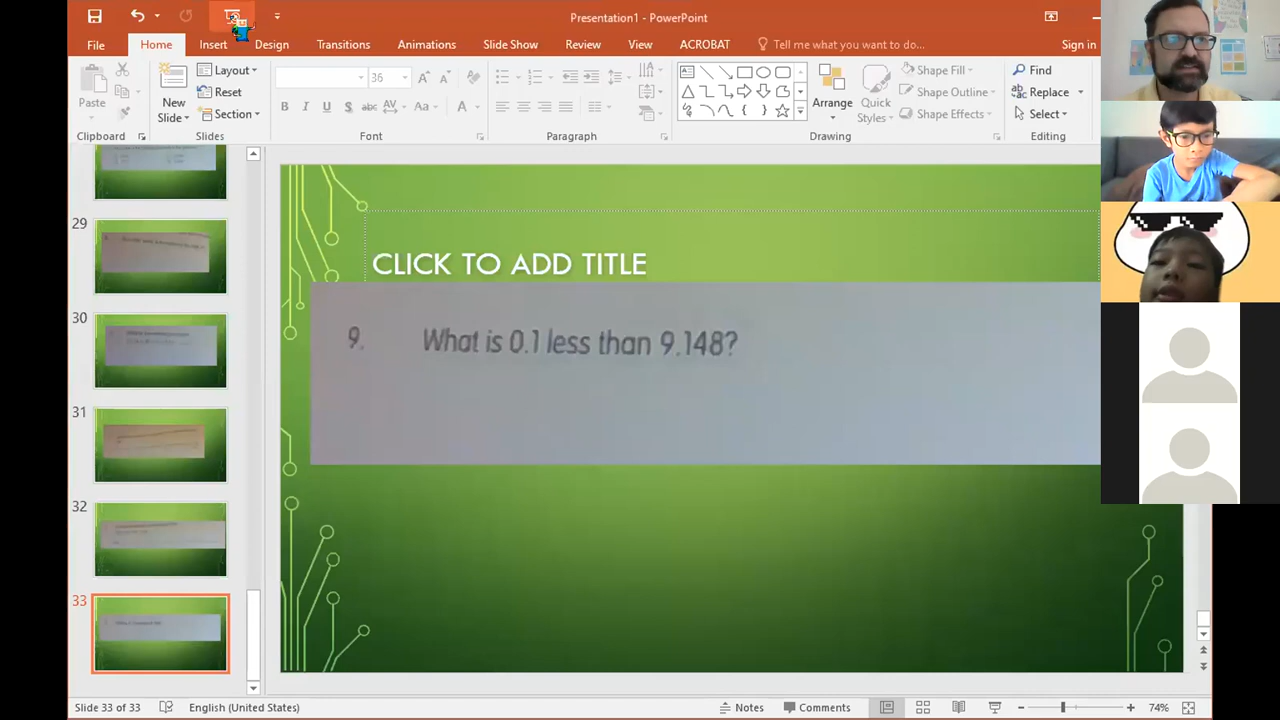 Presentation1 - PowerPoint
File Home Insert Design Transitions Animations Slide Show Review View ACROBAT Tell me what you want to do... Sign in
Paste
Clipboard
New Slide
Layout
Reset
Section
Slides
36
B I U S abc AV Aa A
Font
Paragraph
Arrange
Quick Styles
Shape Fill
Shape Outline
Shape Effects
Drawing
Find
Replace
Select
Editing
29
30
31
32
33
CLICK TO ADD TITLE
9. What is 0.1 less than 9.148?
Slide 33 of 33 English (United States) Notes Comments 74%